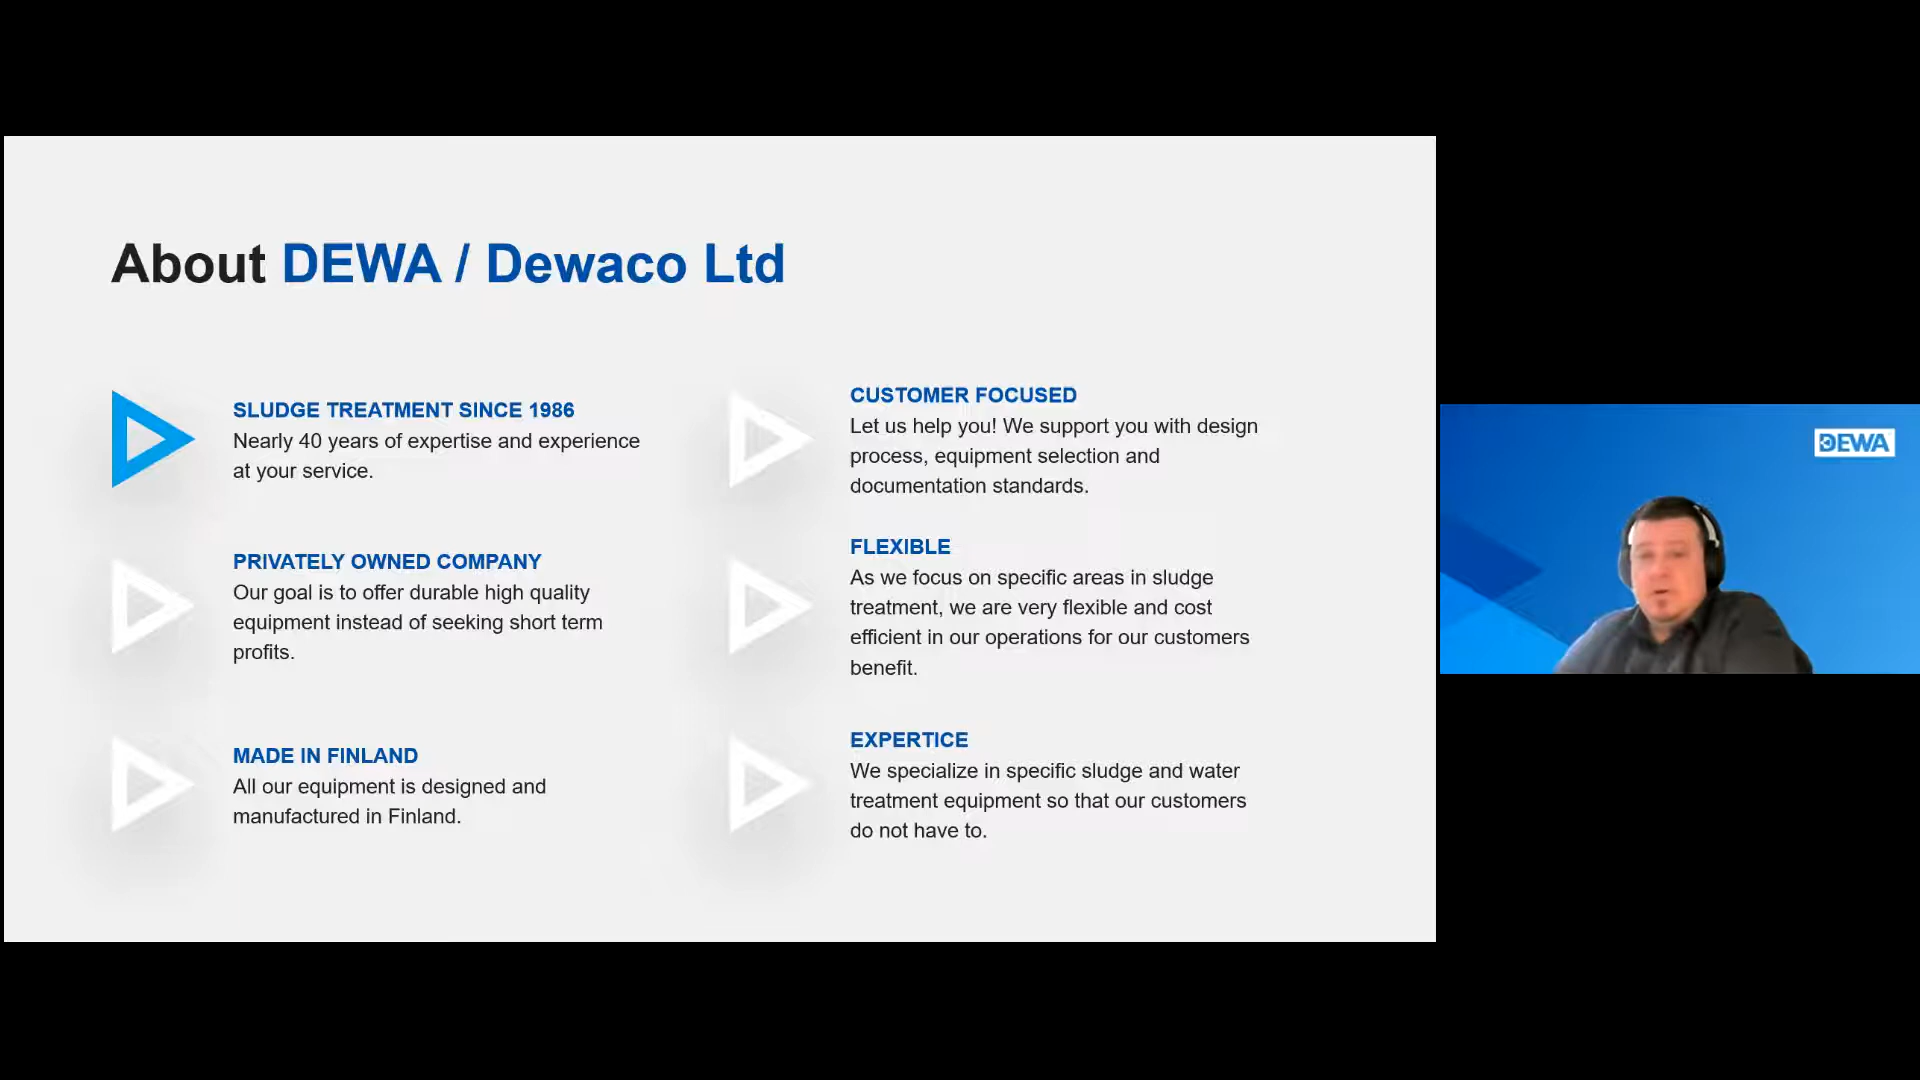 About DEWA / Dewaco Ltd
SLUDGE TREATMENT SINCE 1986
Nearly 40 years of expertise and experience
at your service.
PRIVATELY OWNED COMPANY
Our goal is to offer durable high quality
equipment instead of seeking short term
profits.
MADE IN FINLAND
All our equipment is designed and
manufactured in Finland.
CUSTOMER FOCUSED
Let us help you! We support you with design
process, equipment selection and
documentation standards.
FLEXIBLE
As we focus on specific areas in sludge
treatment, we are very flexible and cost
efficient in our operations for our customers
benefit.
EXPERTICE
We specialize in specific sludge and water
treatment equipment so that our customers
do not have to.
DEWA